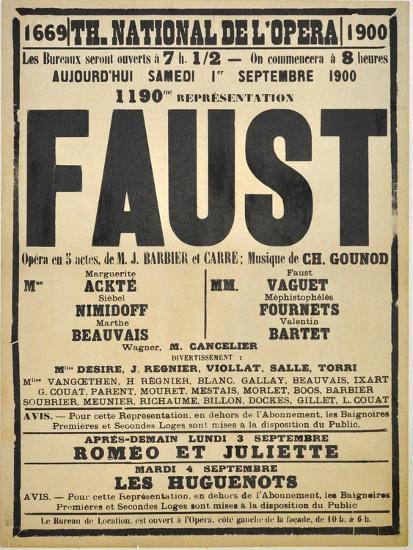 1669 TH. NATIONAL DE L'OPERA 1900
Les Bureaux seront ouverts à 7 h. 1/2 — On commencera à 8 heures
AUJOURD'HUI SAMEDI 1er SEPTEMBRE 1900
1190me REPRÉSENTATION
FAUST
Opéra en 5 actes, de M. J. BARBIER et CARRÉ; Musique de CH. GOUNOD
Marguerite
Mme ACKTÉ
Siébel
NIMIDOFF
Marthe
BEAUVAIS
Faust
MM. VAGUET
Méphistophélès
FOURNETS
Valentin
BARTET
Wagner, M. CANCELIER
DIVERTISSEMENT :
Mlles DESIRE, J. REGNIER, VIOLLAT, SALLE, TORRI
Mlles VANGŒTHEN, H RÉGNIER, BLANC, GALLAY, BEAUVAIS, IXART
G. COUAT, PARENT, MOURET, MESTAIS, MORLET, BOOS, BARBIER
SOUBRIER, MEUNIER, RICHAUME, BILLON, DOCKES, GILLET, L. COUAT
AVIS. — Pour cette Représentation, en dehors de l'Abonnement, les Baignoires
Premières et Secondes Loges sont mises à la disposition du Public.
APRÈS-DEMAIN LUNDI 3 SEPTEMBRE
ROMÉO ET JULIETTE
MARDI 4 SEPTEMBRE
LES HUGUENOTS
AVIS. — Pour cette Représentation, en dehors de l'Abonnement, les Baignoires
Premières et Secondes Loges sont mises à la disposition du Public
Le Bureau de Location est ouvert à l'Opéra, côté gauche de la façade, de 10 h. à 6 h.